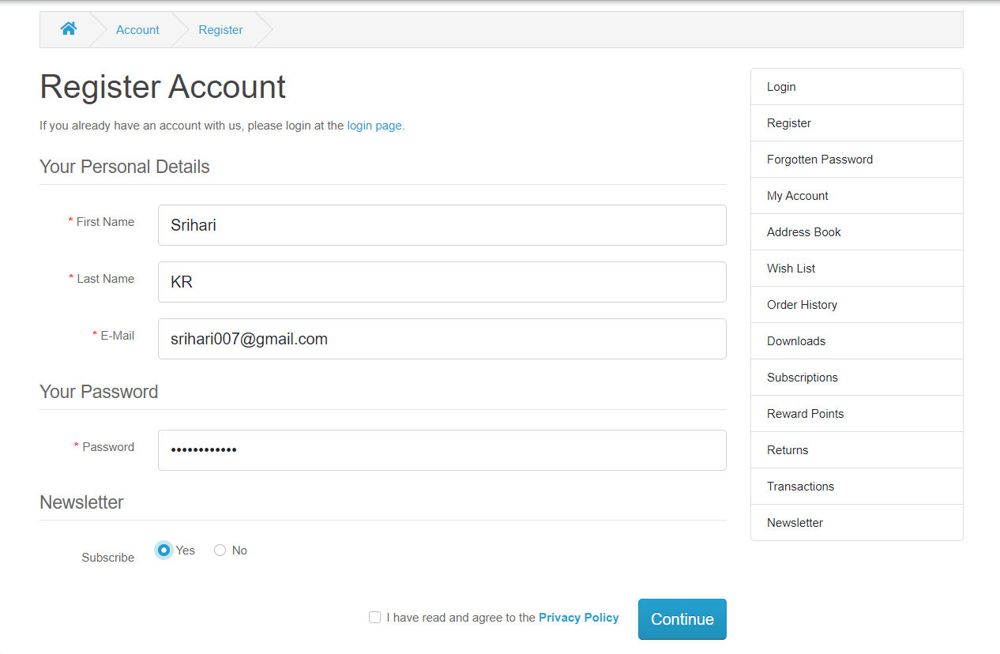 Account Register
Register Account
If you already have an account with us, please login at the login page.
Your Personal Details
* First Name Srihari
* Last Name KR
* E-Mail srihari007@gmail.com
Your Password
* Password ••••••••••••
Newsletter
Subscribe Yes No
I have read and agree to the Privacy Policy Continue
Login
Register
Forgotten Password
My Account
Address Book
Wish List
Order History
Downloads
Subscriptions
Reward Points
Returns
Transactions
Newsletter